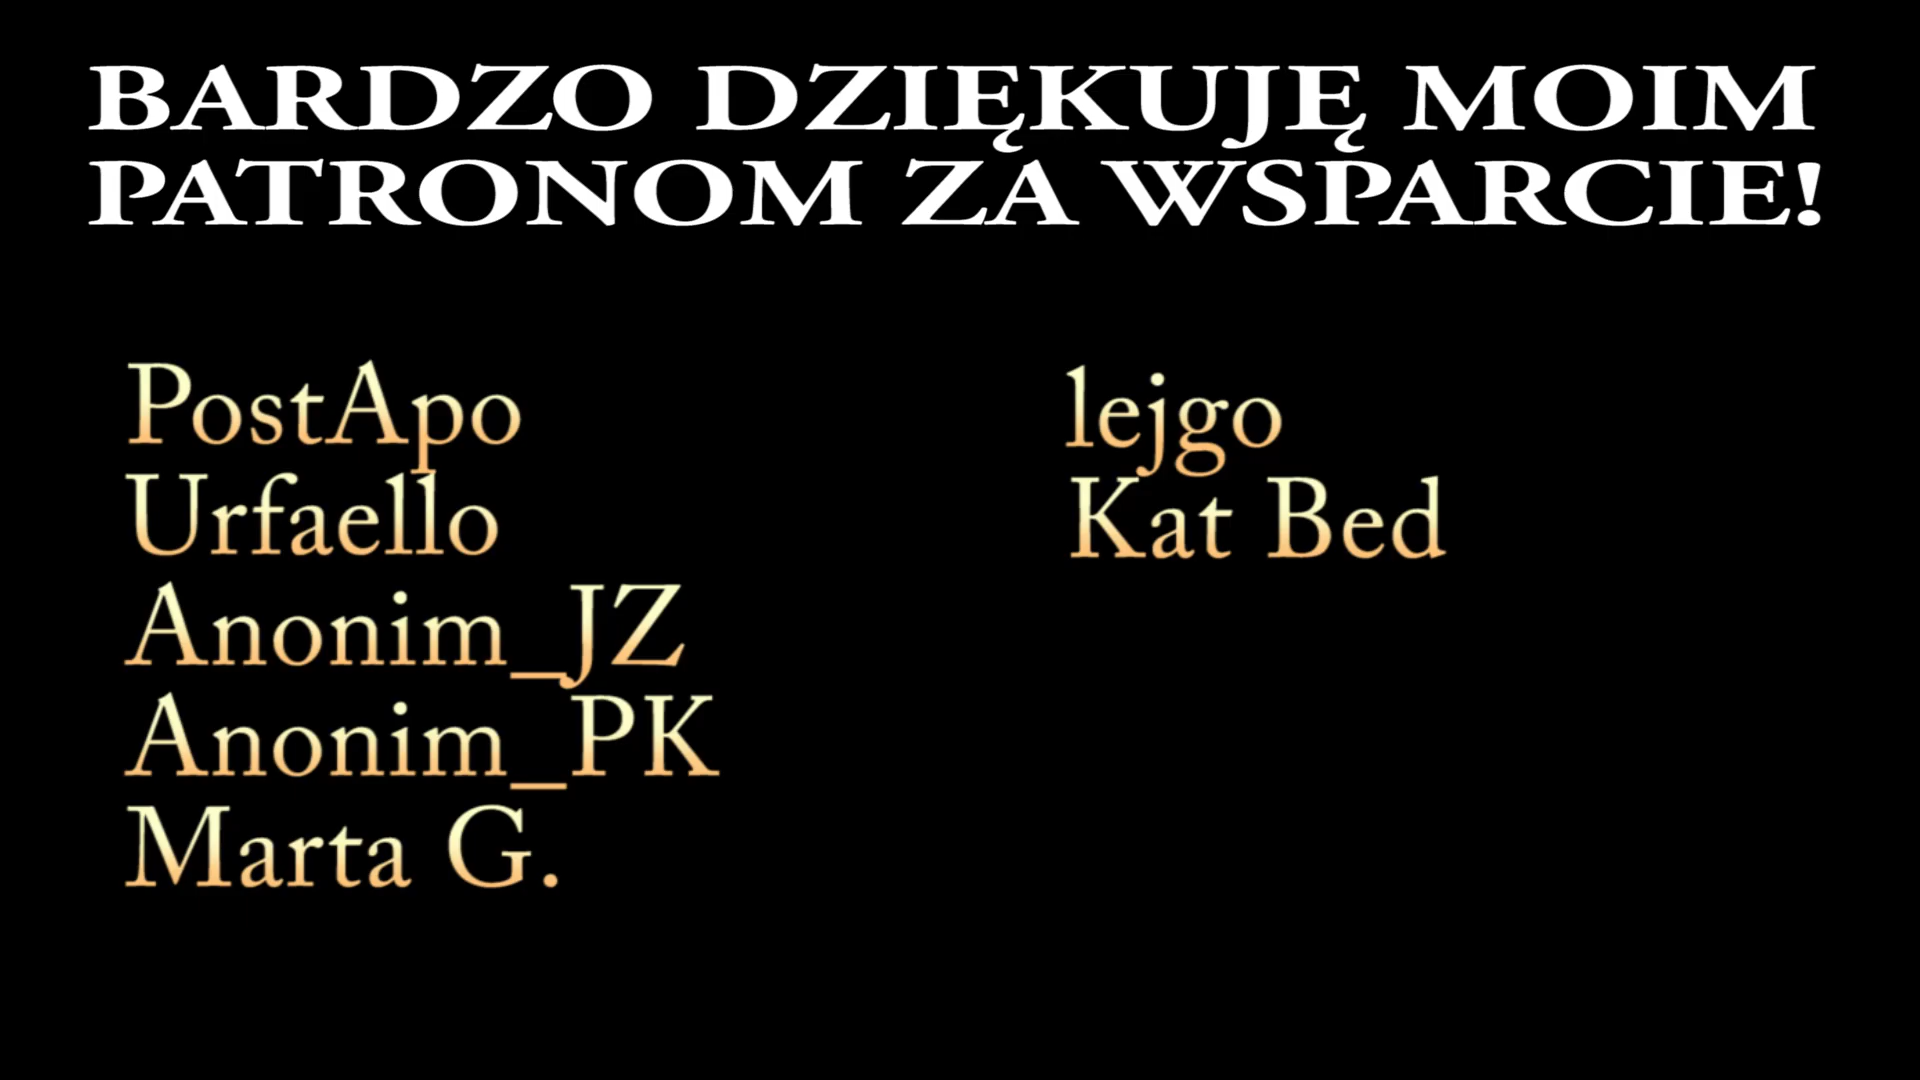 BARDZO DZIĘKUJĘ MOIM
PATRONOM ZA WSPARCIE!
PostApo
Urfaello
Anonim_JZ
Anonim_PK
Marta G.
lejgo
Kat Bed